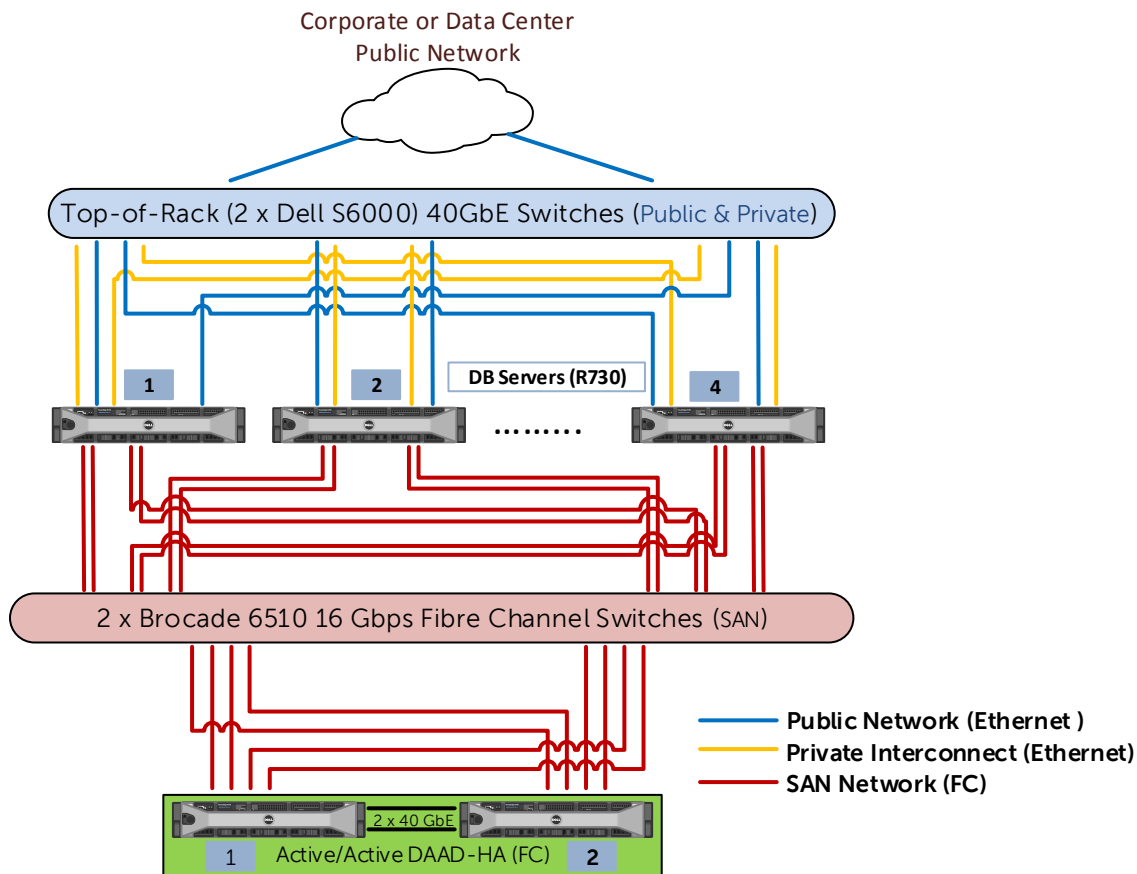 Corporate or Data Center
Public Network
Top-of-Rack (2 x Dell S6000) 40GbE Switches (Public & Private)
1
2
DB Servers (R730)
4
.........
2 x Brocade 6510 16 Gbps Fibre Channel Switches (SAN)
Public Network (Ethernet )
Private Interconnect (Ethernet)
SAN Network (FC)
2 x 40 GbE
1
Active/Active DAAD-HA (FC)
2